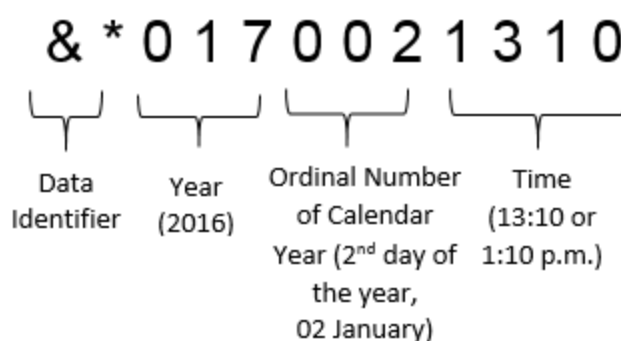 & * 0 1 7 0 0 2 1 3 1 0
Data
Identifier
Year
(2016)
Ordinal Number
of Calendar
Year (2nd day of
the year,
02 January)
Time
(13:10 or
1:10 p.m.)